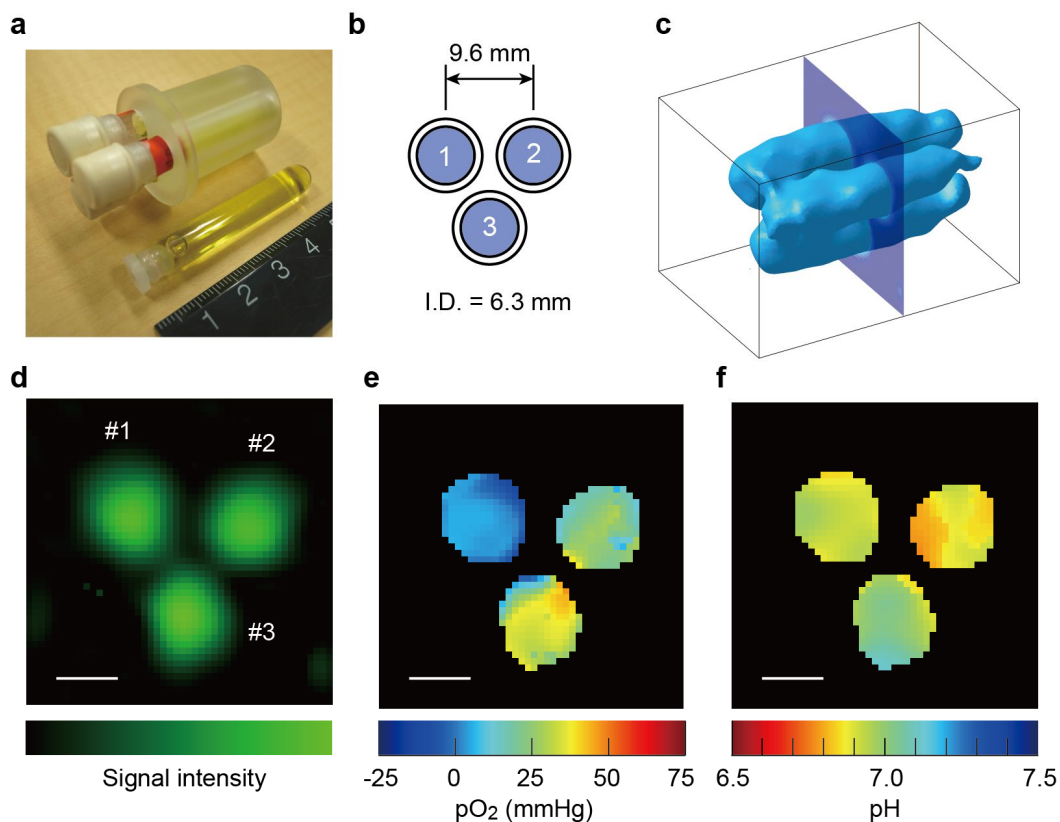 a
1 2 3 4
b
9.6 mm
1
2
3
I.D. = 6.3 mm
c
d
#1
#2
#3
Signal intensity
e
-25 0 25 50 75
pO2 (mmHg)
f
6.5 7.0 7.5
pH